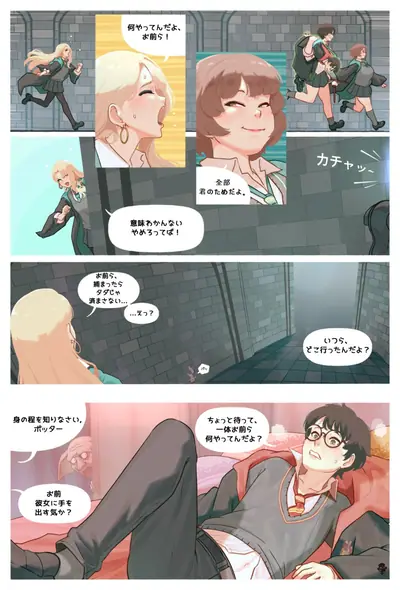 何やってんだよ、
お前ら！
全部
君のためだよ。
カチャッ
意味わかんない
やめろってば！
お前ら、
捕まったら
タダじゃ
済まさない…
…えっ？
いつら、
どこ行ったんだよ？
身の程を知りなさい、
ポッター
ちょっと待って、
一体お前ら
何やってんだよ？
お前
彼女に手を
出す気か？